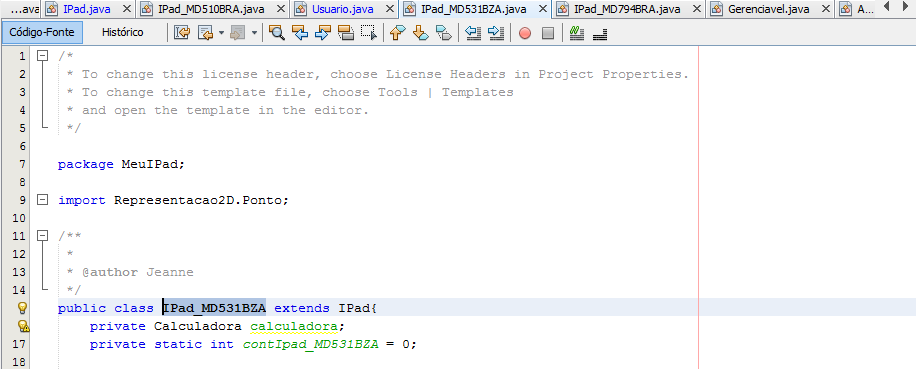 ...ava IPad.java IPad_MD510BRA.java Usuario.java IPad_MD531BZA.java IPad_MD794BRA.java Gerenciavel.java A...
Código-Fonte Histórico
1 /*
2 * To change this license header, choose License Headers in Project Properties.
3 * To change this template file, choose Tools | Templates
4 * and open the template in the editor.
5 */
6
7 package MeuIPad;
8
9 import Representacao2D.Ponto;
10
11 /**
12 *
13 * @author Jeanne
14 */
public class IPad_MD531BZA extends IPad{
private Calculadora calculadora;
17 private static int contIpad_MD531BZA = 0;
18